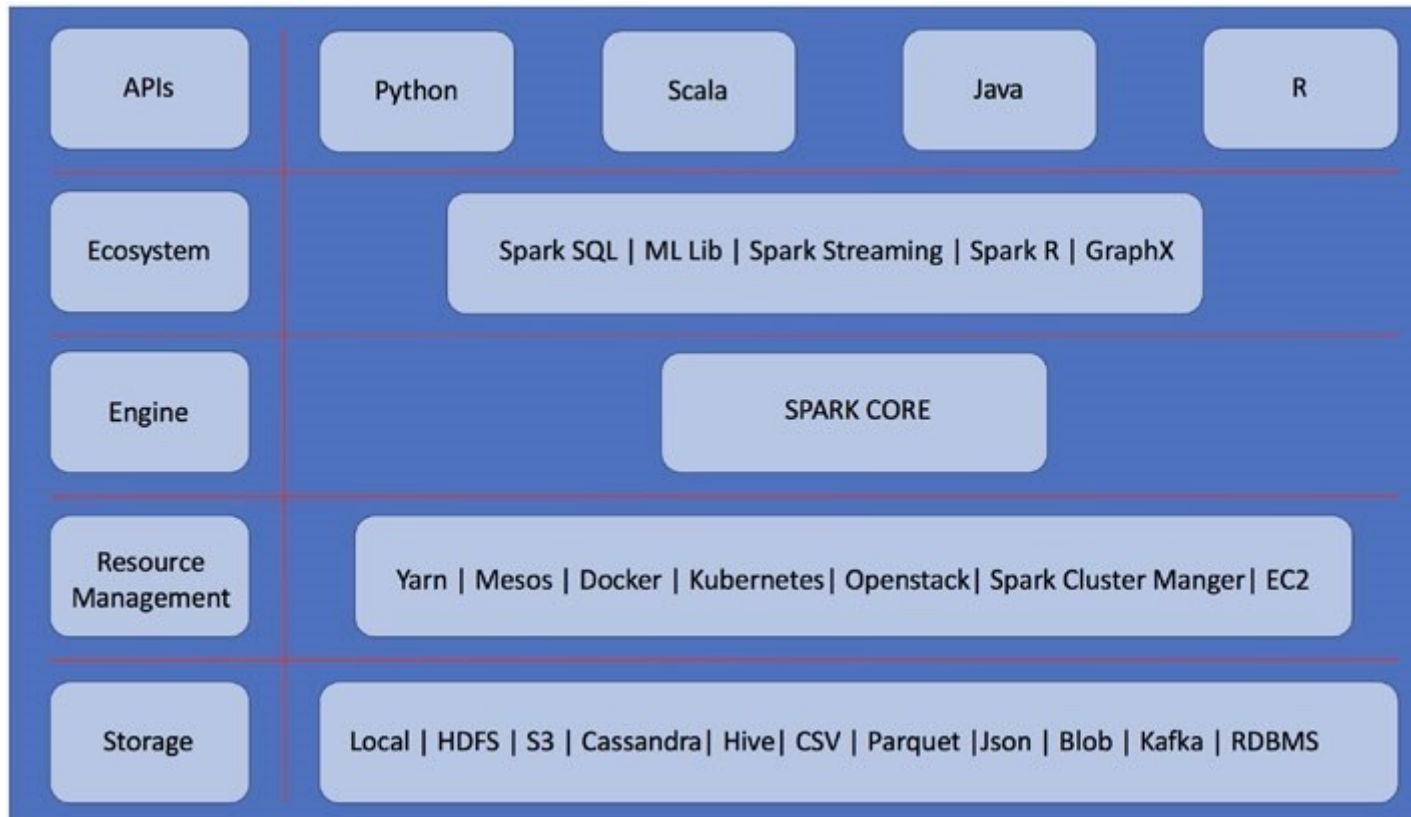 APIs
Python
Scala
Java
R
Ecosystem
Spark SQL | ML Lib | Spark Streaming | Spark R | GraphX
Engine
SPARK CORE
Resource
Management
Yarn | Mesos | Docker | Kubernetes| Openstack| Spark Cluster Manger| EC2
Storage
Local | HDFS | S3 | Cassandra| Hive| CSV | Parquet |Json | Blob | Kafka | RDBMS